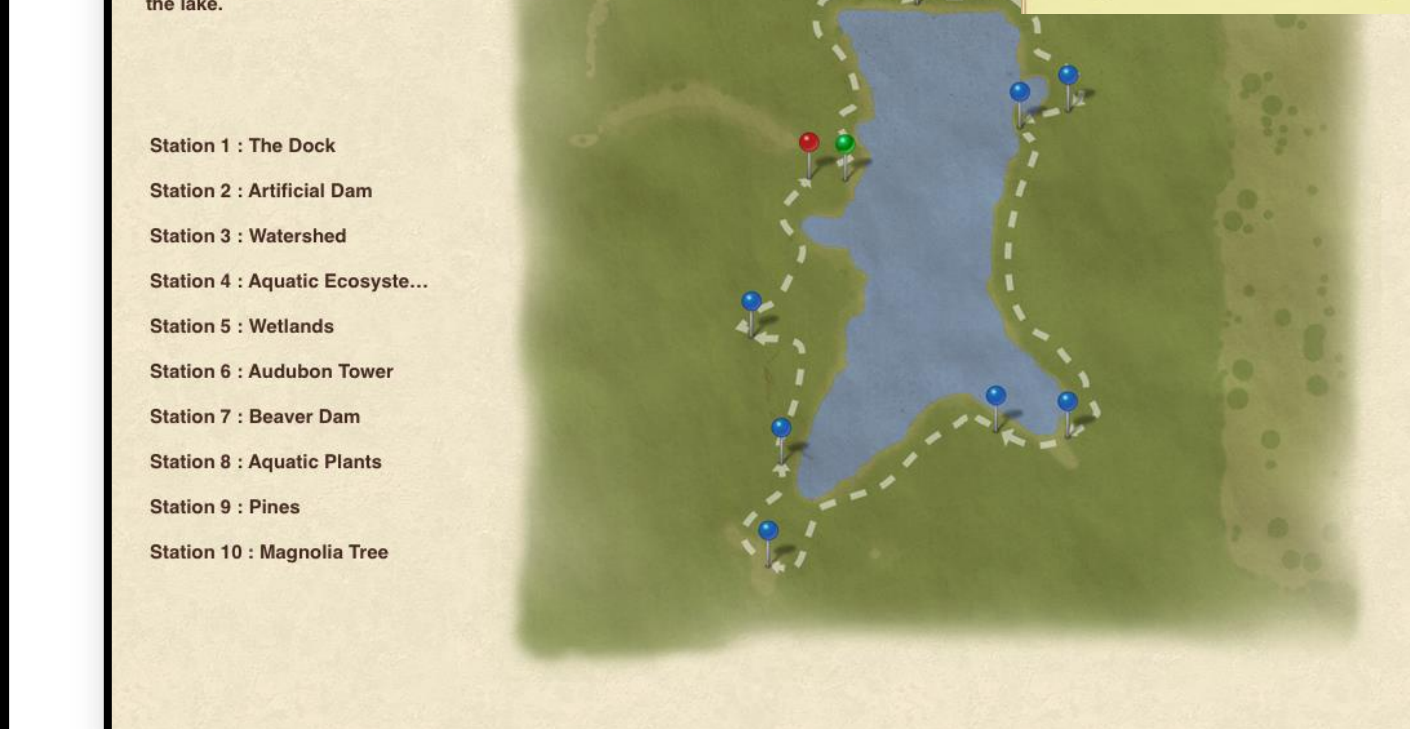 the lake.
Station 1 : The Dock
Station 2 : Artificial Dam
Station 3 : Watershed
Station 4 : Aquatic Ecosyste...
Station 5 : Wetlands
Station 6 : Audubon Tower
Station 7 : Beaver Dam
Station 8 : Aquatic Plants
Station 9 : Pines
Station 10 : Magnolia Tree